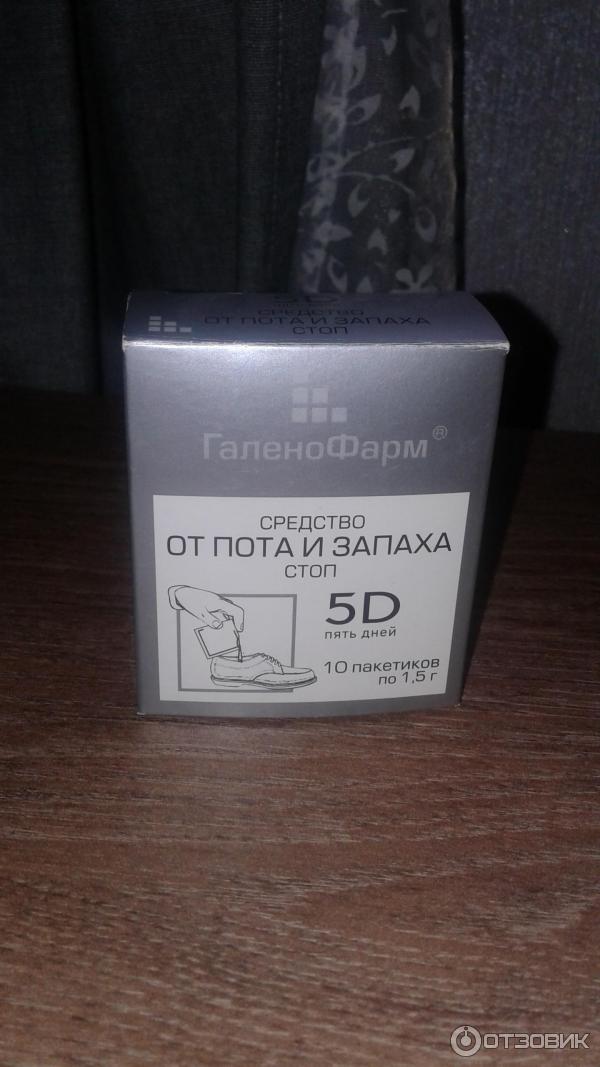 5D
СРЕДСТВО
ОТ ПОТА И ЗАПАХА
СТОП
ГаленоФарм®
СРЕДСТВО
ОТ ПОТА И ЗАПАХА
СТОП
5D
пять дней
10 пакетиков
по 1,5 г
ОТЗОВИК